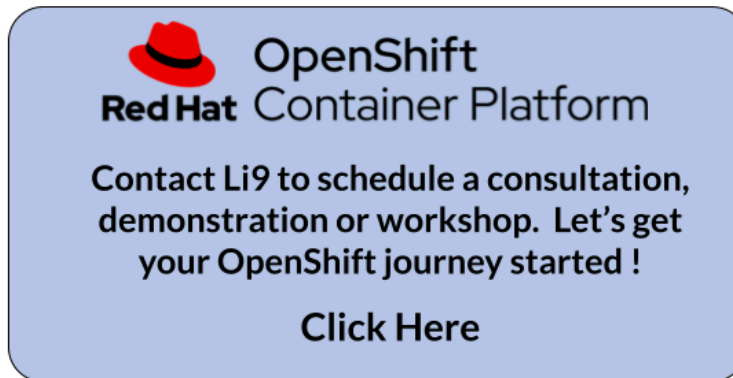 OpenShift
Red Hat Container Platform
Contact Li9 to schedule a consultation,
demonstration or workshop.  Let's get
your OpenShift journey started !
Click Here